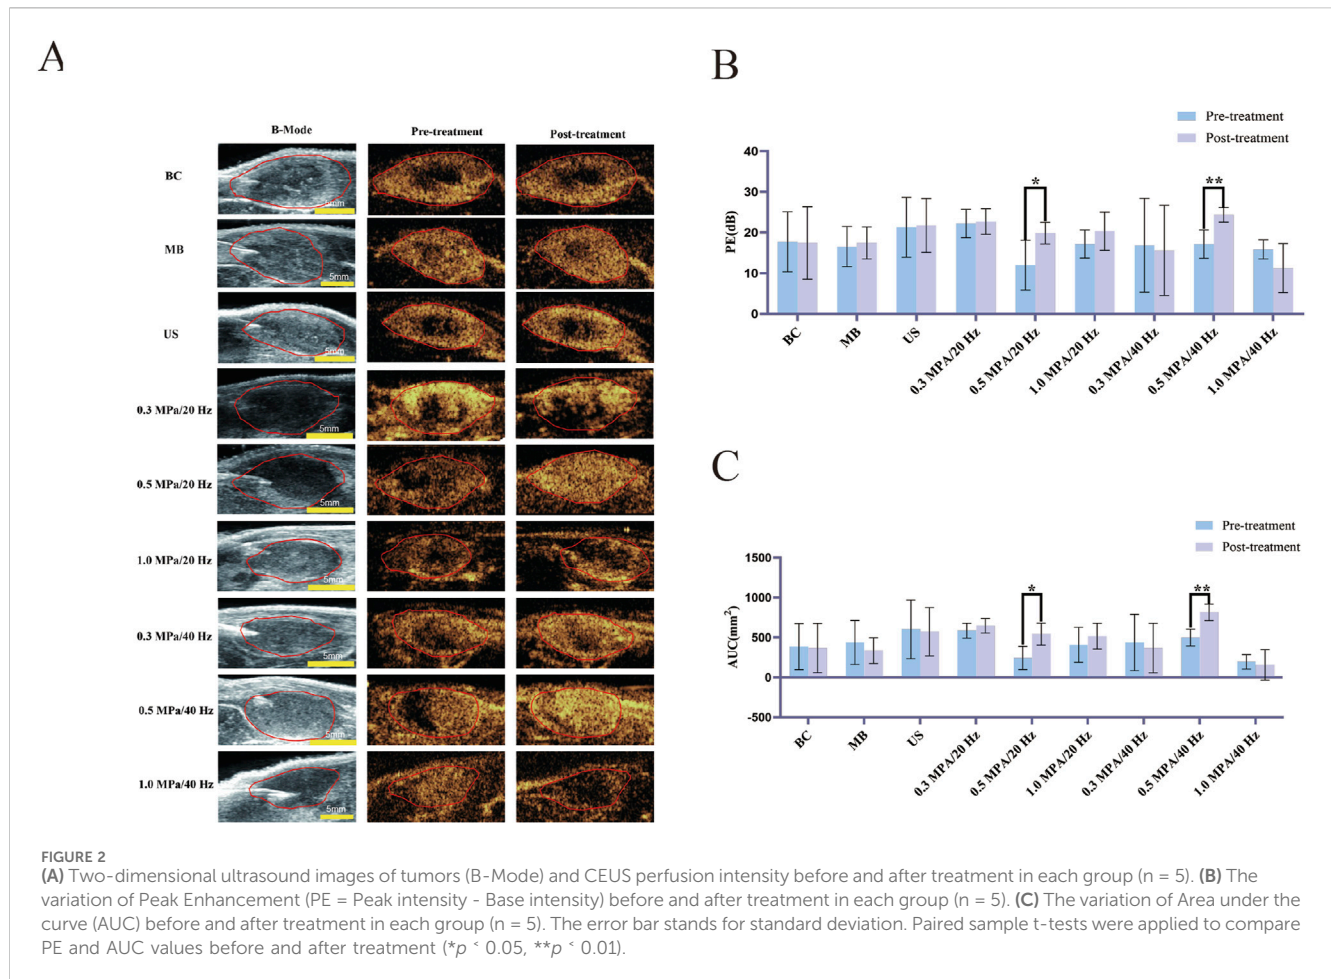 A
B-Mode Pre-treatment Post-treatment
BC
5mm
MB
5mm
US
5mm
0.3 MPa/20 Hz
5mm
0.5 MPa/20 Hz
5mm
1.0 MPa/20 Hz
5mm
0.3 MPa/40 Hz
5mm
0.5 MPa/40 Hz
5mm
1.0 MPa/40 Hz
5mm
B
Pre-treatment
Post-treatment
PE(dB)
40
30
20
10
0
*
**
BC
MB
US
0.3 MPA/20 Hz
0.5 MPA/20 Hz
1.0 MPA/20 Hz
0.3 MPA/40 Hz
0.5 MPA/40 Hz
1.0 MPA/40 Hz
C
Pre-treatment
Post-treatment
AUC(mm²)
1500
1000
500
0
-500
*
**
BC
MB
US
0.3 MPA/20 Hz
0.5 MPA/20 Hz
1.0 MPA/20 Hz
0.3 MPA/40 Hz
0.5 MPA/40 Hz
1.0 MPA/40 Hz
FIGURE 2
(A) Two-dimensional ultrasound images of tumors (B-Mode) and CEUS perfusion intensity before and after treatment in each group (n = 5). (B) The
variation of Peak Enhancement (PE = Peak intensity - Base intensity) before and after treatment in each group (n = 5). (C) The variation of Area under the
curve (AUC) before and after treatment in each group (n = 5). The error bar stands for standard deviation. Paired sample t-tests were applied to compare
PE and AUC values before and after treatment (*p < 0.05, **p < 0.01).